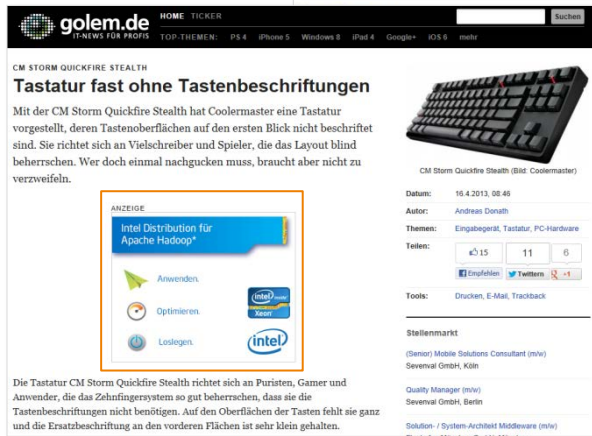 golem.de
IT-NEWS FÜR PROFIS
HOME TICKER
Suchen
TOP-THEMEN: PS 4 iPhone 5 Windows 8 iPad 4 Google+ iOS 6 mehr
CM STORM QUICKFIRE STEALTH
Tastatur fast ohne Tastenbeschriftungen
Mit der CM Storm Quickfire Stealth hat Coolermaster eine Tastatur
vorgestellt, deren Tastenoberflächen auf den ersten Blick nicht beschriftet
sind. Sie richtet sich an Vielschreiber und Spieler, die das Layout blind
beherrschen. Wer doch einmal nachgucken muss, braucht aber nicht zu
verzweifeln.
ANZEIGE
Intel Distribution für
Apache Hadoop*
Anwenden.
Optimieren.
Loslegen.
intel inside
Xeon
intel
Die Tastatur CM Storm Quickfire Stealth richtet sich an Puristen, Gamer und
Anwender, die das Zehnfingersystem so gut beherrschen, dass sie die
Tastenbeschriftungen nicht benötigen. Auf den Oberflächen der Tasten fehlt sie ganz
und die Ersatzbeschriftung an den vorderen Flächen ist sehr klein gehalten.
CM Storm Quickfire Stealth (Bild: Coolermaster)
Datum: 16.4.2013, 08:46
Autor: Andreas Donath
Themen: Eingabegerät, Tastatur, PC-Hardware
Teilen: 15 11 6
Empfehlen Twittern +1
Tools: Drucken, E-Mail, Trackback
Stellenmarkt
(Senior) Mobile Solutions Consultant (m/w)
Sevenval GmbH, Köln
Quality Manager (m/w)
Sevenval GmbH, Berlin
Solution- / System-Architekt Middleware (m/w)